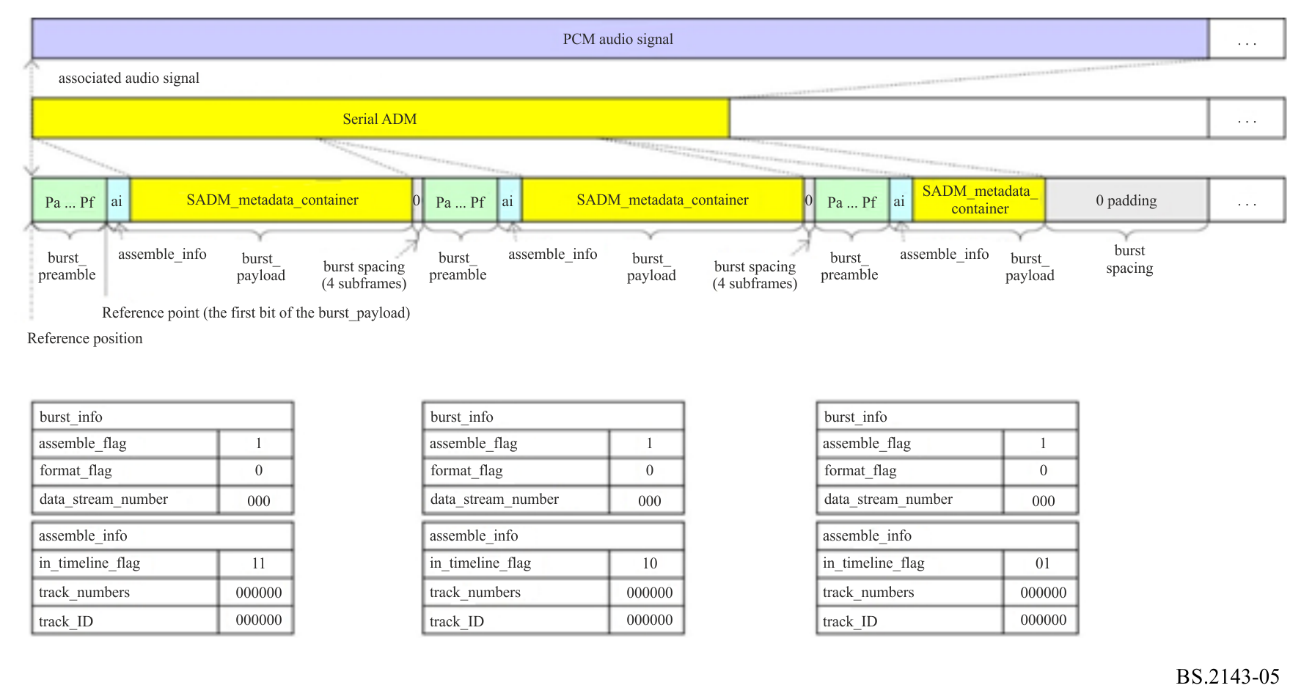 PCM audio signal
. . .
associated audio signal
Serial ADM
. . .
Pa ... Pf ai SADM_metadata_container 0 Pa ... Pf ai SADM_metadata_container 0 Pa ... Pf ai SADM_metadata_
container
0 padding
. . .
burst_
preamble
assemble_info
burst_
payload
burst spacing
(4 subframes)
burst_
preamble
assemble_info
burst_
payload
burst spacing
(4 subframes)
burst_
preamble
assemble_info
burst_
payload
burst
spacing
Reference point (the first bit of the burst_payload)
Reference position
burst_info
assemble_flag 1
format_flag 0
data_stream_number 000
assemble_info
in_timeline_flag 11
track_numbers 000000
track_ID 000000
burst_info
assemble_flag 1
format_flag 0
data_stream_number 000
assemble_info
in_timeline_flag 10
track_numbers 000000
track_ID 000000
burst_info
assemble_flag 1
format_flag 0
data_stream_number 000
assemble_info
in_timeline_flag 01
track_numbers 000000
track_ID 000000
BS.2143-05